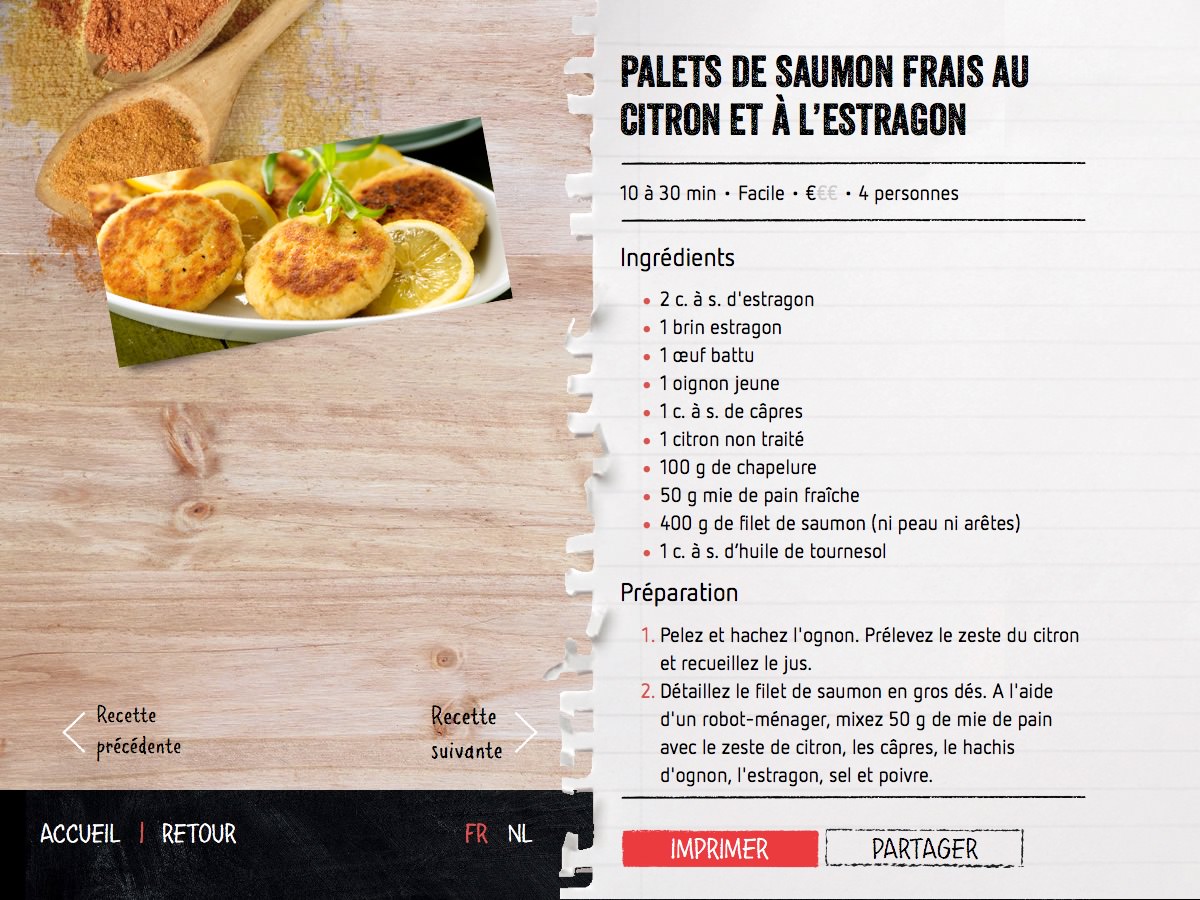 PALETS DE SAUMON FRAIS AU
CITRON ET À L’ESTRAGON
10 à 30 min • Facile • €€€ • 4 personnes
Ingrédients
• 2 c. à s. d'estragon
• 1 brin estragon
• 1 œuf battu
• 1 oignon jeune
• 1 c. à s. de câpres
• 1 citron non traité
• 100 g de chapelure
• 50 g mie de pain fraîche
• 400 g de filet de saumon (ni peau ni arêtes)
• 1 c. à s. d’huile de tournesol
Préparation
1. Pelez et hachez l'ognon. Prélevez le zeste du citron
et recueillez le jus.
2. Détaillez le filet de saumon en gros dés. A l'aide
d'un robot-ménager, mixez 50 g de mie de pain
avec le zeste de citron, les câpres, le hachis
d'ognon, l'estragon, sel et poivre.
Recette
précédente
Recette
suivante
ACCUEIL | RETOUR
FR NL
IMPRIMER
PARTAGER